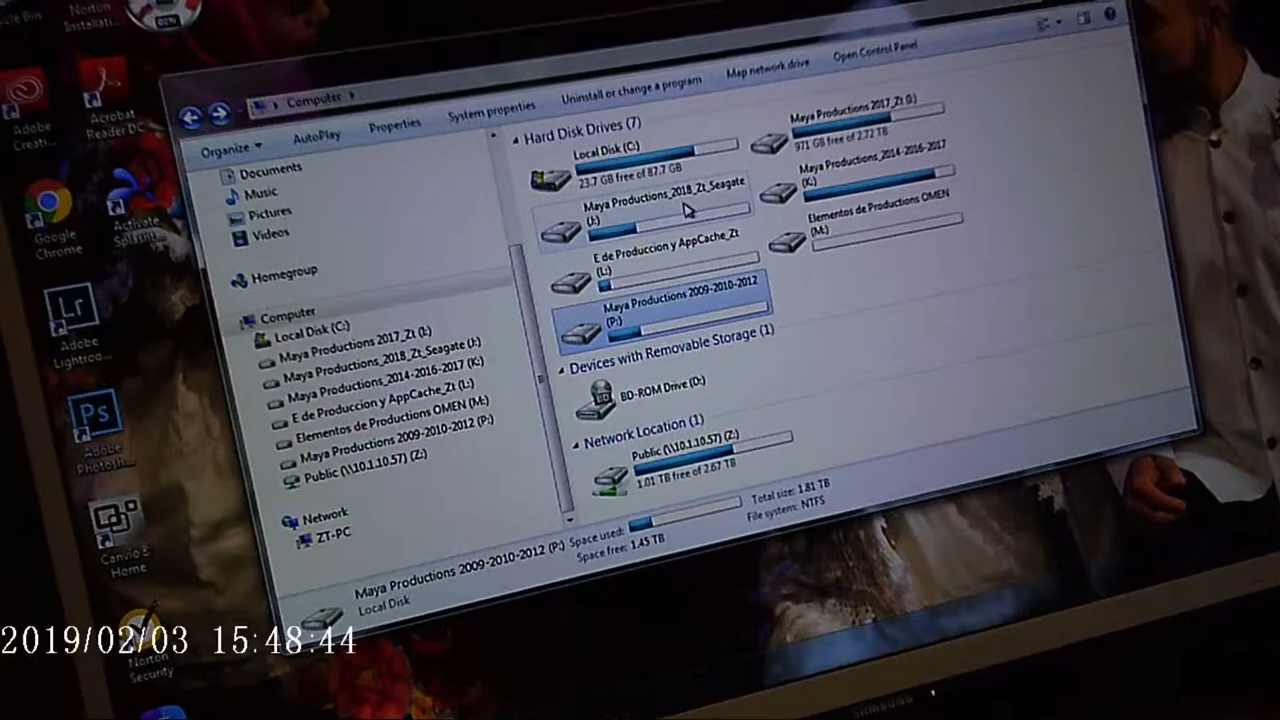 Norton
Installati...
02%
Adobe
Creati...
Acrobat
Reader DC
Google
Chrome
Activate
Adobe
Lightroo...
Ps
Adobe
Photosh...
Canvio 3
Home
Norton
Security
Computer
Organize
AutoPlay
Properties
System properties
Uninstall or change a program
Map network drive
Open Control Panel
Documents
Music
Pictures
Videos
Homegroup
Computer
Local Disk (C:)
Maya Productions 2017_Zt (I:)
Maya Productions_2018_Zt_Seagate (J:)
Maya Productions_2014-2016-2017 (K:)
E de Produccion y AppCache_Zt (L:)
Elementos de Productions OMEN (M:)
Maya Productions 2009-2010-2012 (P:)
Public (\\10.1.10.57) (Z:)
Network
ZT-PC
Hard Disk Drives (7)
Local Disk (C:)
23.7 GB free of 87.7 GB
Maya Productions 2017_Zt (I:)
971 GB free of 2.72 TB
Maya Productions_2018_Zt_Seagate
(J:)
Maya Productions_2014-2016-2017
(K:)
E de Produccion y AppCache_Zt
(L:)
Elementos de Productions OMEN
(M:)
Maya Productions 2009-2010-2012
(P:)
Devices with Removable Storage (1)
BD-ROM Drive (D:)
Network Location (1)
Public (\\10.1.10.57) (Z:)
1.01 TB free of 2.67 TB
Maya Productions 2009-2010-2012 (P:) Space used: Total size: 1.81 TB
Local Disk Space free: 1.45 TB File system: NTFS
2019/02/03 15:48:44
SAMSUNG